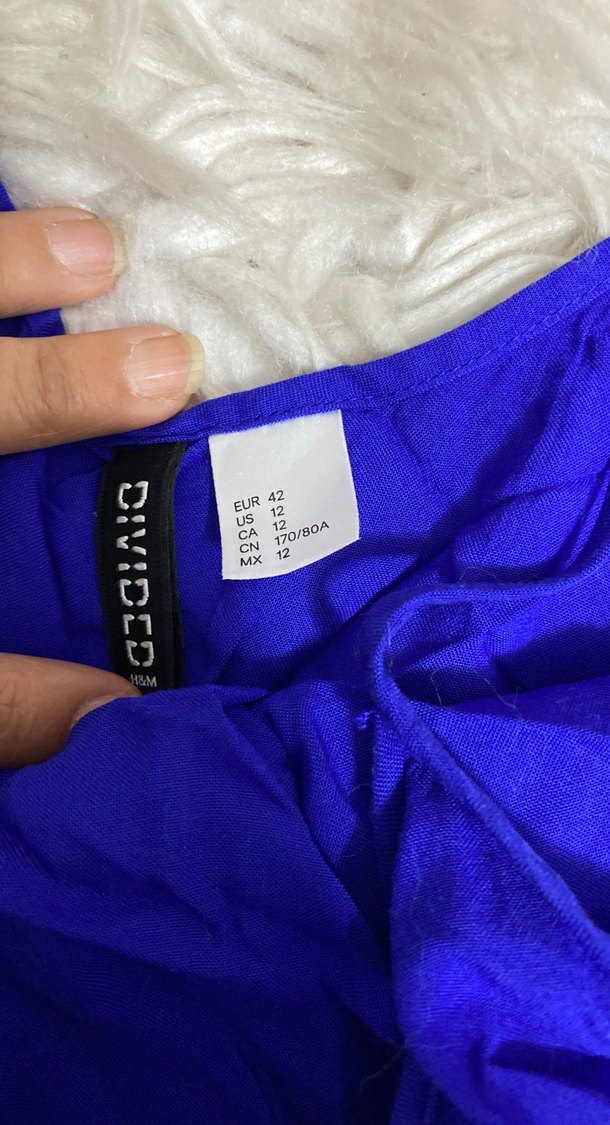 DIVIDED
H&M
EUR 42
US 12
CA 12
CN 170/80A
MX 12